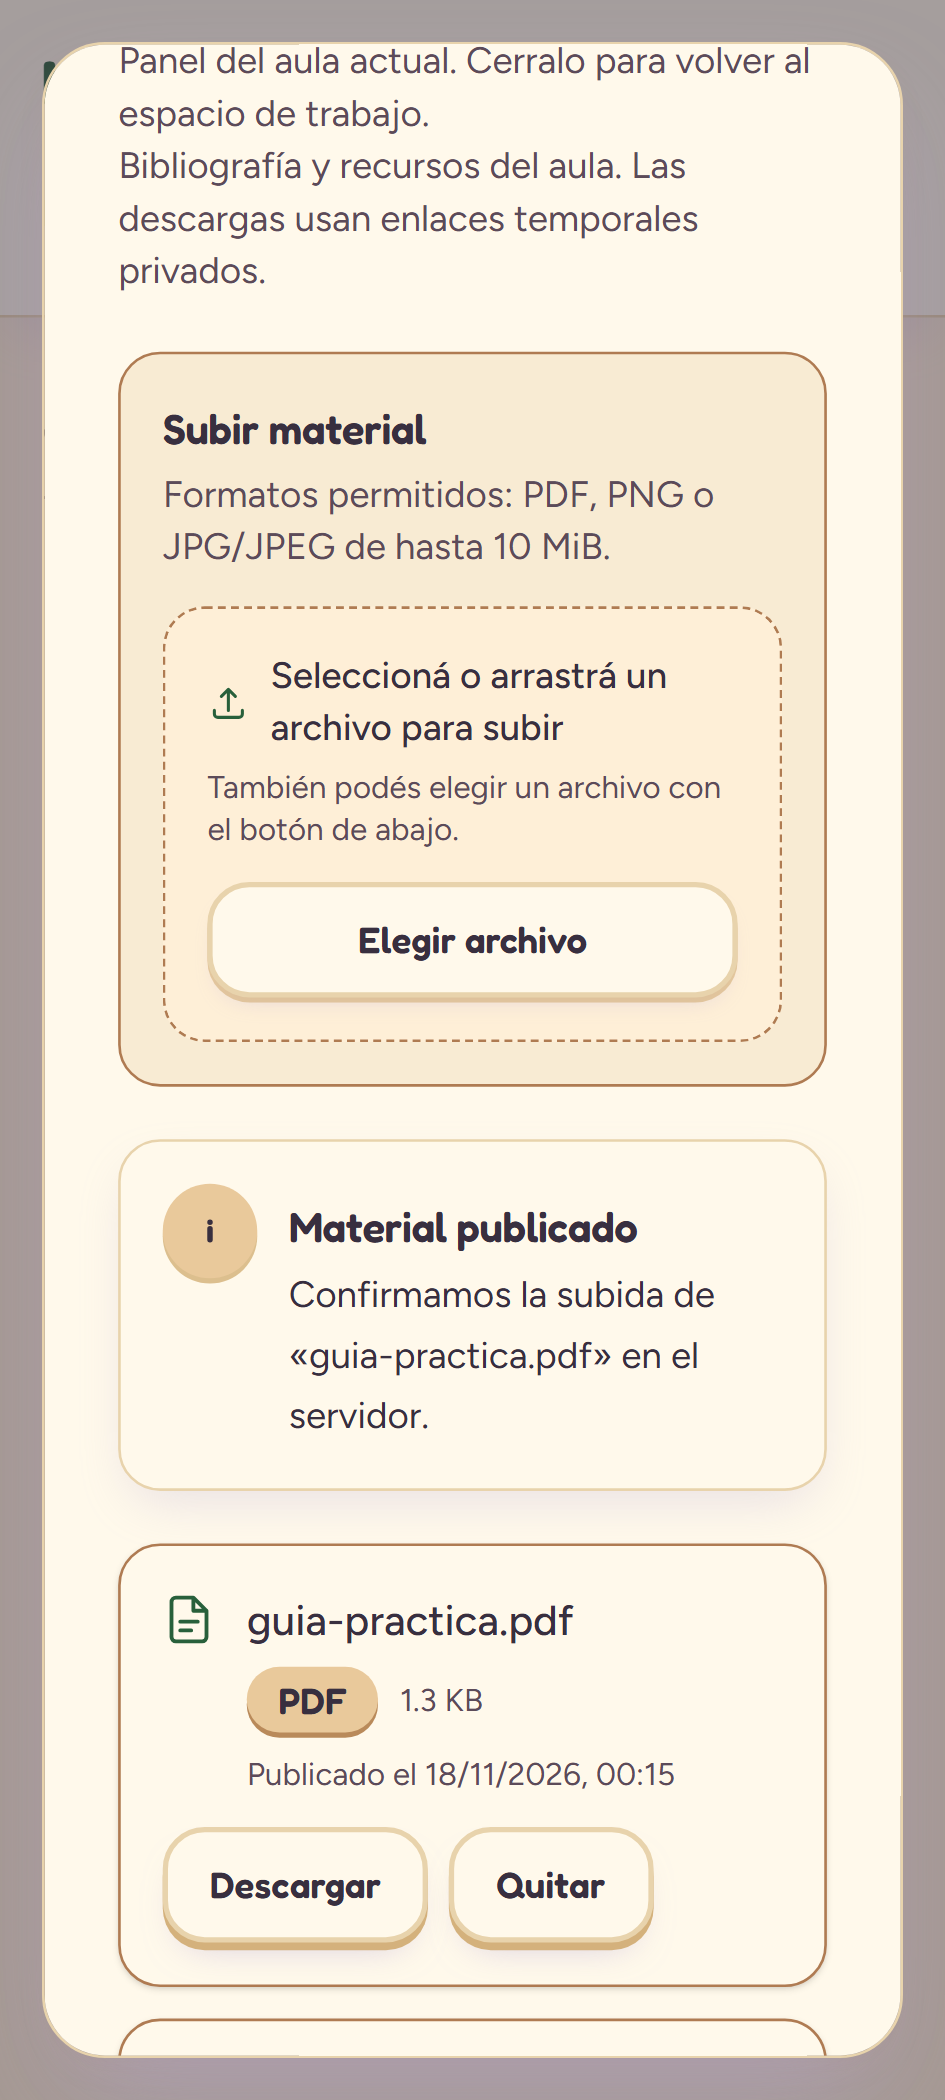 Panel del aula actual. Cerralo para volver al
espacio de trabajo.
Bibliografía y recursos del aula. Las
descargas usan enlaces temporales
privados.
Subir material
Formatos permitidos: PDF, PNG o
JPG/JPEG de hasta 10 MiB.
Seleccioná o arrastrá un
archivo para subir
También podés elegir un archivo con
el botón de abajo.
Elegir archivo
i
Material publicado
Confirmamos la subida de
«guia-practica.pdf» en el
servidor.
guia-practica.pdf
PDF 1.3 KB
Publicado el 18/11/2026, 00:15
Descargar Quitar